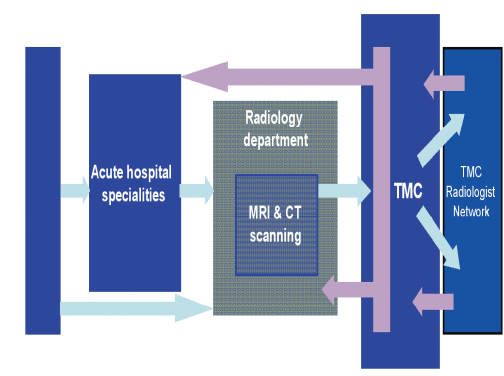 Acute hospital
specialities
Radiology
department
MRI & CT
scanning
TMC
TMC
Radiologist
Network